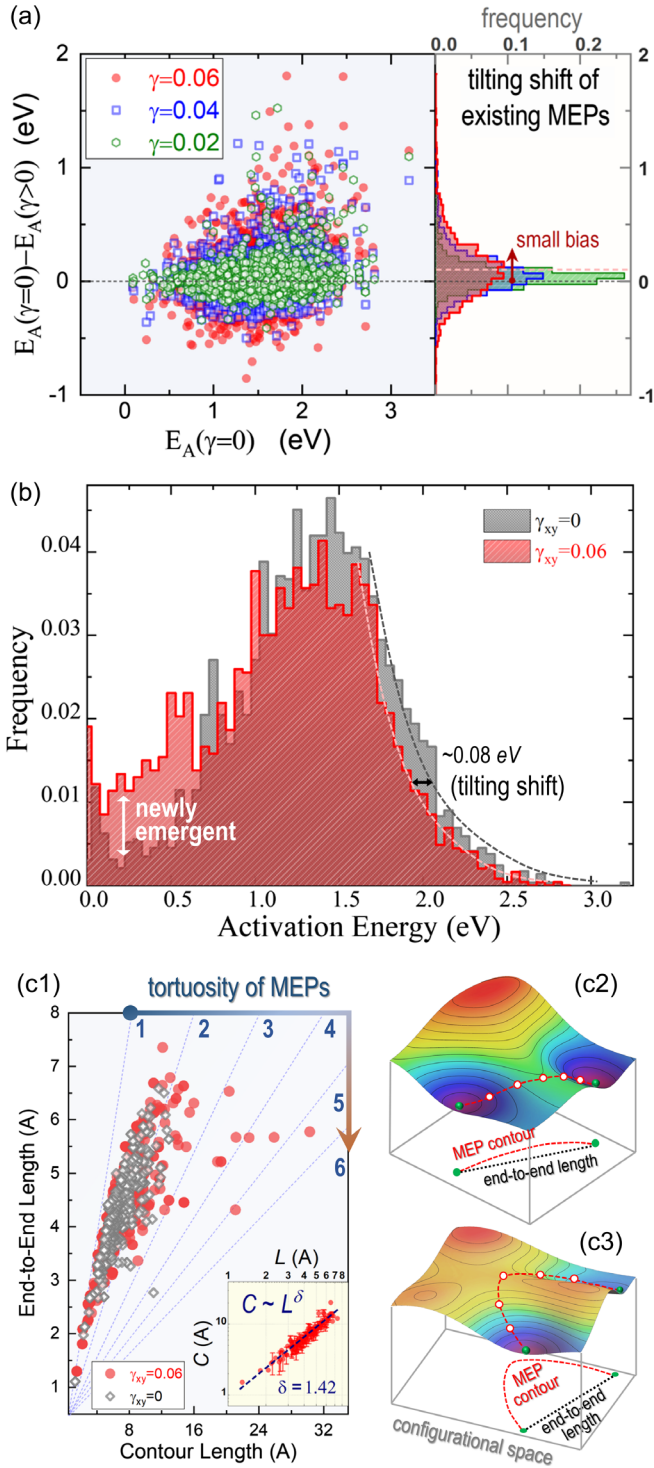 (a)
frequency
0.0 0.1 0.2
2
γ=0.06
γ=0.04
γ=0.02
tilting shift of
existing MEPs
2
E_A(γ=0)−E_A(γ>0) (eV)
1
1
small bias
0
0
-1
-1
0 1 2 3
E_A(γ=0) (eV)
(b)
γ_xy=0
γ_xy=0.06
Frequency
0.04
0.03
0.02
0.01
0.00
~0.08 eV
(tilting shift)
newly
emergent
0.0 0.5 1.0 1.5 2.0 2.5 3.0
Activation Energy (eV)
(c1)
tortuosity of MEPs
1 2 3 4
5
6
End-to-End Length (A)
8
7
6
5
4
3
2
1
γ_xy=0.06
γ_xy=0
L (A)
1 2 3 4 5 6 7 8
C ~ L^δ
C (A)
10
1
δ = 1.42
8 16 24 32
Contour Length (A)
(c2)
MEP contour
end-to-end length
(c3)
MEP
contour
end-to-end
length
configurational space